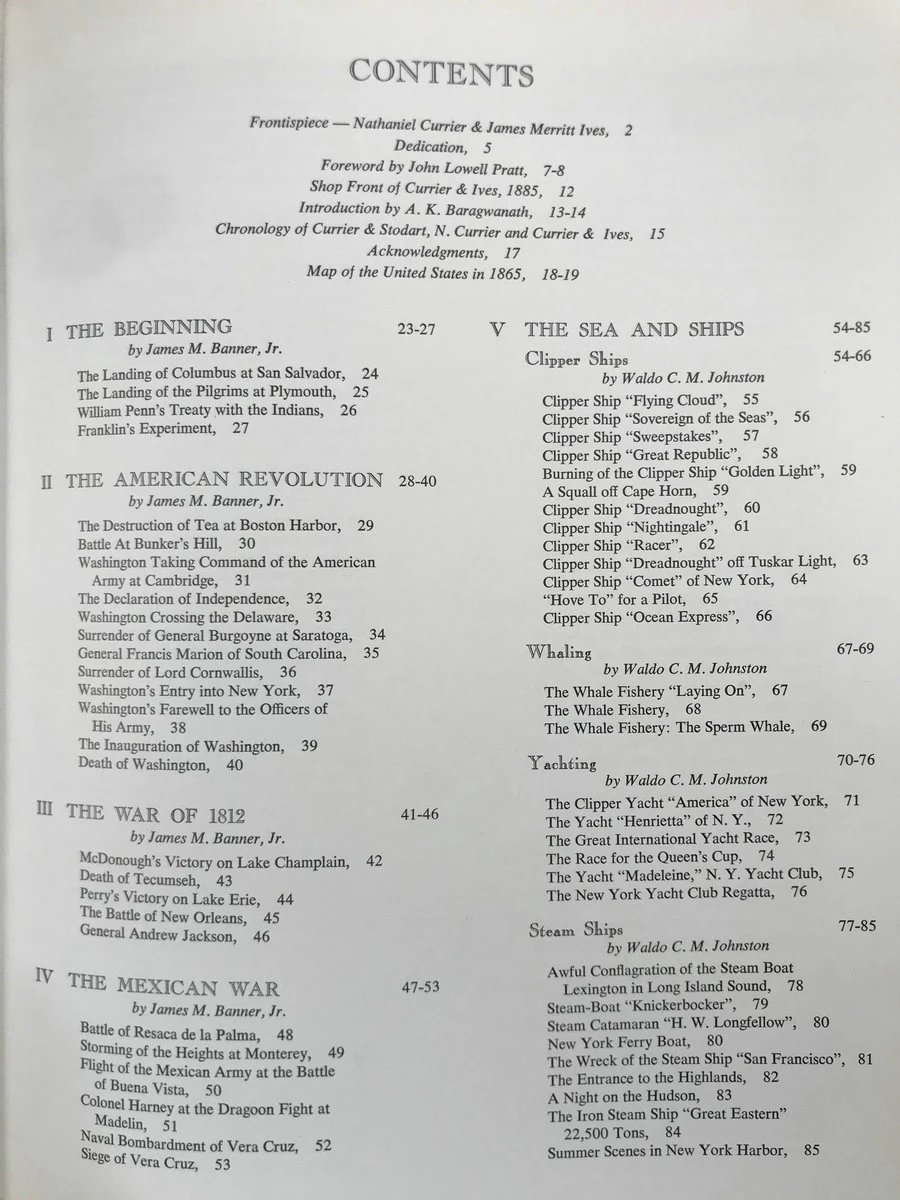 CONTENTS
Frontispiece — Nathaniel Currier & James Merritt Ives, 2
Dedication, 5
Foreword by John Lowell Pratt, 7-8
Shop Front of Currier & Ives, 1885, 12
Introduction by A. K. Baragwanath, 13-14
Chronology of Currier & Stodart, N. Currier and Currier & Ives, 15
Acknowledgments, 17
Map of the United States in 1865, 18-19
I THE BEGINNING 23-27
by James M. Banner, Jr.
The Landing of Columbus at San Salvador, 24
The Landing of the Pilgrims at Plymouth, 25
William Penn's Treaty with the Indians, 26
Franklin's Experiment, 27
II THE AMERICAN REVOLUTION 28-40
by James M. Banner, Jr.
The Destruction of Tea at Boston Harbor, 29
Battle At Bunker's Hill, 30
Washington Taking Command of the American
Army at Cambridge, 31
The Declaration of Independence, 32
Washington Crossing the Delaware, 33
Surrender of General Burgoyne at Saratoga, 34
General Francis Marion of South Carolina, 35
Surrender of Lord Cornwallis, 36
Washington's Entry into New York, 37
Washington's Farewell to the Officers of
His Army, 38
The Inauguration of Washington, 39
Death of Washington, 40
III THE WAR OF 1812 41-46
by James M. Banner, Jr.
McDonough's Victory on Lake Champlain, 42
Death of Tecumseh, 43
Perry's Victory on Lake Erie, 44
The Battle of New Orleans, 45
General Andrew Jackson, 46
IV THE MEXICAN WAR 47-53
by James M. Banner, Jr.
Battle of Resaca de la Palma, 48
Storming of the Heights at Monterey, 49
Flight of the Mexican Army at the Battle
of Buena Vista, 50
Colonel Harney at the Dragoon Fight at
Madelin, 51
Naval Bombardment of Vera Cruz, 52
Siege of Vera Cruz, 53
V THE SEA AND SHIPS 54-85
Clipper Ships 54-66
by Waldo C. M. Johnston
Clipper Ship "Flying Cloud", 55
Clipper Ship "Sovereign of the Seas", 56
Clipper Ship "Sweepstakes", 57
Clipper Ship "Great Republic", 58
Burning of the Clipper Ship "Golden Light", 59
A Squall off Cape Horn, 59
Clipper Ship "Dreadnought", 60
Clipper Ship "Nightingale", 61
Clipper Ship "Racer", 62
Clipper Ship "Dreadnought" off Tuskar Light, 63
Clipper Ship "Comet" of New York, 64
"Hove To" for a Pilot, 65
Clipper Ship "Ocean Express", 66
Whaling 67-69
by Waldo C. M. Johnston
The Whale Fishery "Laying On", 67
The Whale Fishery, 68
The Whale Fishery: The Sperm Whale, 69
Yachting 70-76
by Waldo C. M. Johnston
The Clipper Yacht "America" of New York, 71
The Yacht "Henrietta" of N. Y., 72
The Great International Yacht Race, 73
The Race for the Queen's Cup, 74
The Yacht "Madeleine," N. Y. Yacht Club, 75
The New York Yacht Club Regatta, 76
Steam Ships 77-85
by Waldo C. M. Johnston
Awful Conflagration of the Steam Boat
Lexington in Long Island Sound, 78
Steam-Boat "Knickerbocker", 79
Steam Catamaran "H. W. Longfellow", 80
New York Ferry Boat, 80
The Wreck of the Steam Ship "San Francisco", 81
The Entrance to the Highlands, 82
A Night on the Hudson, 83
The Iron Steam Ship "Great Eastern"
22,500 Tons, 84
Summer Scenes in New York Harbor, 85